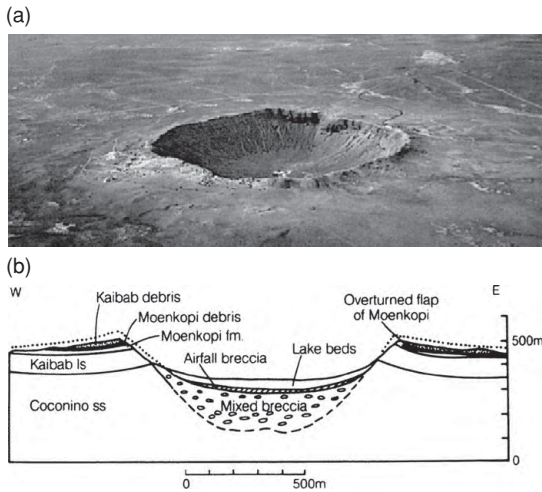 (a)
(b)
W
E
Kaibab debris
Moenkopi debris
Moenkopi fm.
Overturned flap
of Moenkopi
Kaibab ls
Airfall breccia
Lake beds
Mixed breccia
Coconino ss
500m
0
0
500m